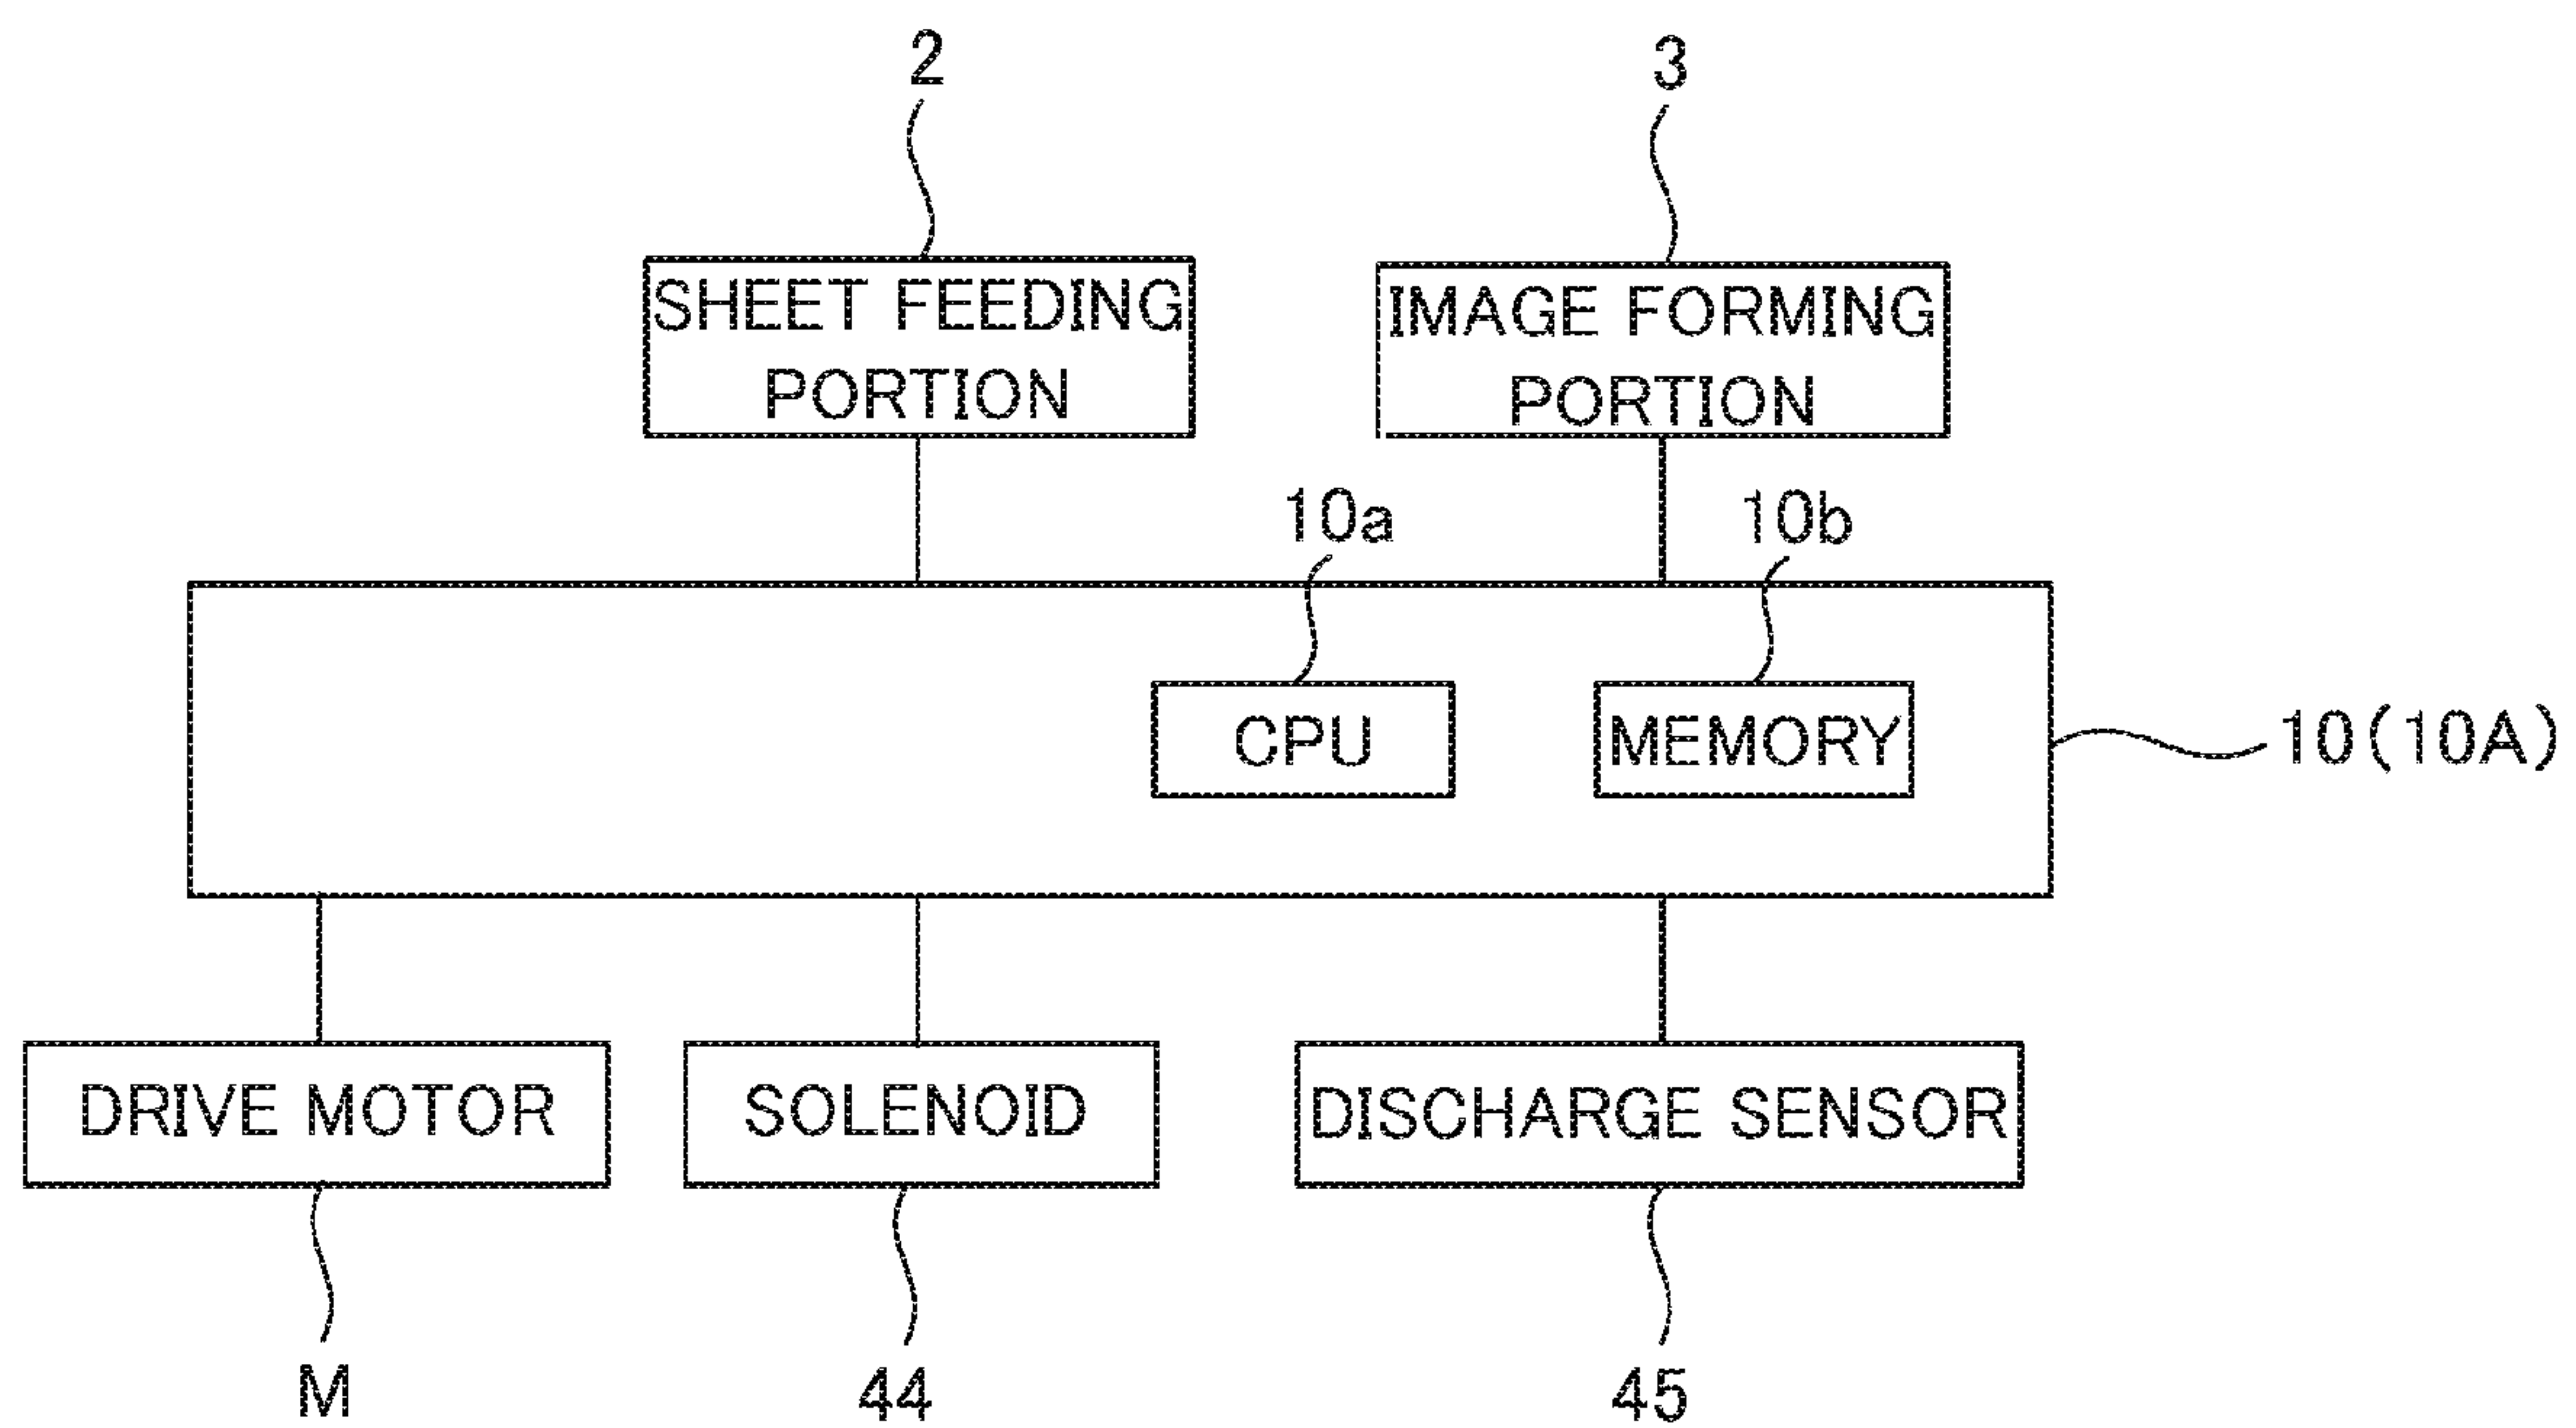 2
3
SHEET FEEDING
PORTION
IMAGE FORMING
PORTION
10a
10b
CPU
MEMORY
10(10A)
DRIVE MOTOR
SOLENOID
DISCHARGE SENSOR
M
44
45